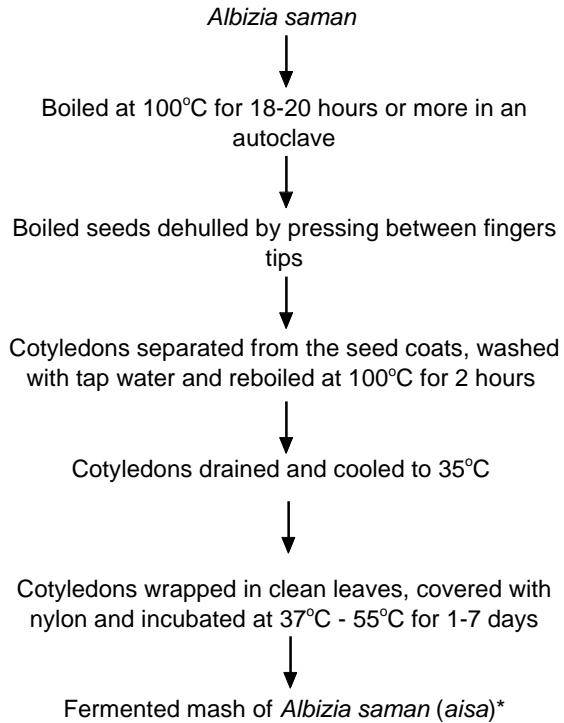 Albizia saman
Boiled at 100°C for 18-20 hours or more in an
autoclave
Boiled seeds dehulled by pressing between fingers
tips
Cotyledons separated from the seed coats, washed
with tap water and reboiled at 100°C for 2 hours
Cotyledons drained and cooled to 35°C
Cotyledons wrapped in clean leaves, covered with
nylon and incubated at 37°C - 55°C for 1-7 days
Fermented mash of Albizia saman (aisa)*